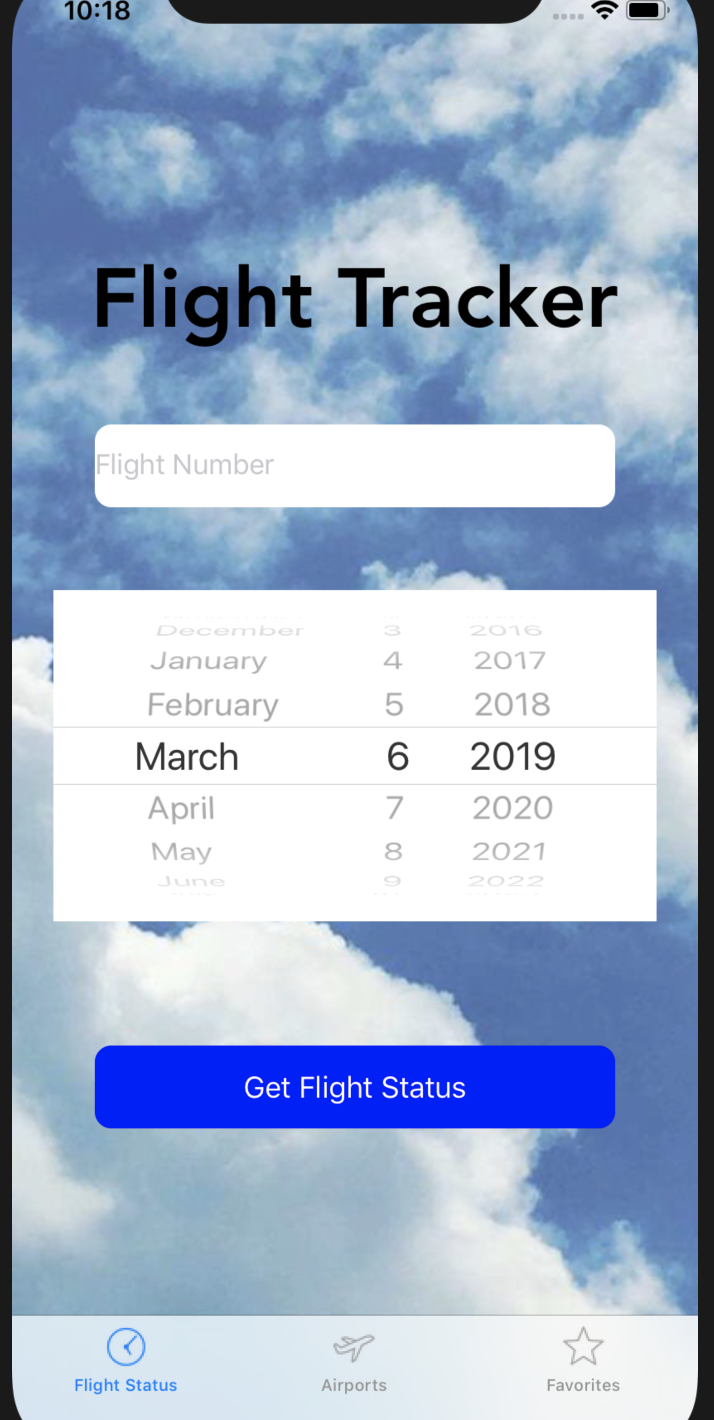 10:18
Flight Tracker
Flight Number
December 3 2016
January 4 2017
February 5 2018
March 6 2019
April 7 2020
May 8 2021
June 9 2022
Get Flight Status
Flight Status Airports Favorites